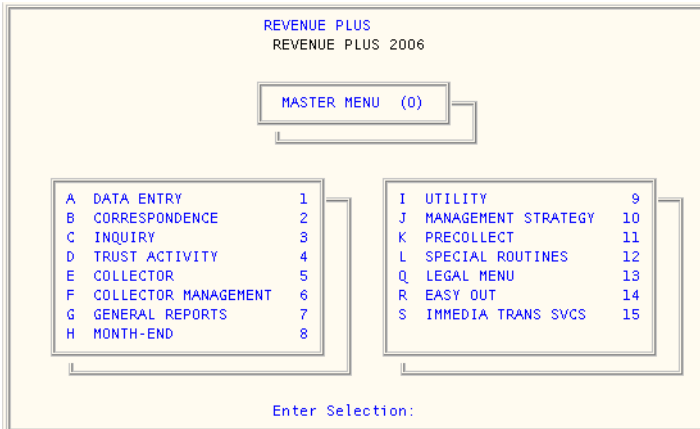 REVENUE PLUS
REVENUE PLUS 2006
MASTER MENU (0)
A DATA ENTRY 1
B CORRESPONDENCE 2
C INQUIRY 3
D TRUST ACTIVITY 4
E COLLECTOR 5
F COLLECTOR MANAGEMENT 6
G GENERAL REPORTS 7
H MONTH-END 8
I UTILITY 9
J MANAGEMENT STRATEGY 10
K PRECOLLECT 11
L SPECIAL ROUTINES 12
Q LEGAL MENU 13
R EASY OUT 14
S IMMEDIA TRANS SVCS 15
Enter Selection: